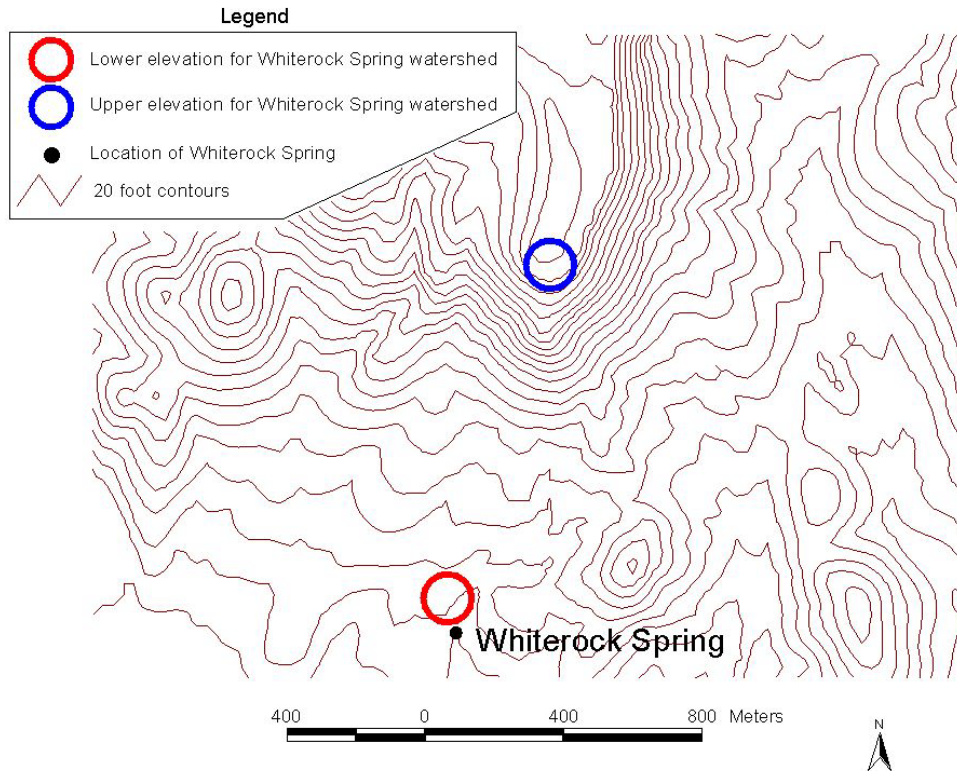 Legend
Lower elevation for Whiterock Spring watershed
Upper elevation for Whiterock Spring watershed
Location of Whiterock Spring
20 foot contours
Whiterock Spring
400 0 400 800 Meters
N